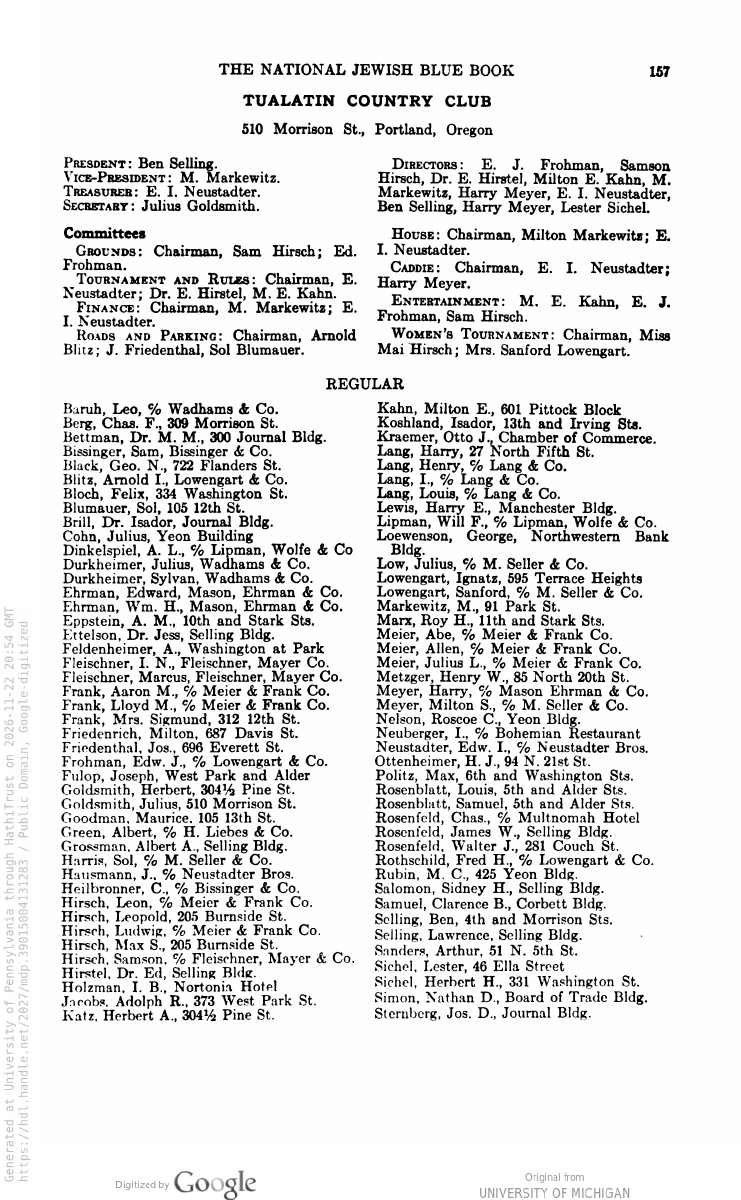 THE NATIONAL JEWISH BLUE BOOK 157
TUALATIN COUNTRY CLUB
510 Morrison St., Portland, Oregon
PRESDENT: Ben Selling.
VICE-PRESIDENT: M. Markewitz.
TREASURER: E. I. Neustadter.
SECRETARY: Julius Goldsmith.
Committees
GROUNDS: Chairman, Sam Hirsch; Ed.
Frohman.
TOURNAMENT AND RULES: Chairman, E.
Neustadter; Dr. E. Hirstel, M. E. Kahn.
FINANCE: Chairman, M. Markewitz; E.
I. Neustadter.
ROADS AND PARKING: Chairman, Arnold
Blitz; J. Friedenthal, Sol Blumauer.
DIRECTORS: E. J. Frohman, Samson
Hirsch, Dr. E. Hirstel, Milton E. Kahn, M.
Markewitz, Harry Meyer, E. I. Neustadter,
Ben Selling, Harry Meyer, Lester Sichel.
HOUSE: Chairman, Milton Markewitz; E.
I. Neustadter.
CADDIE: Chairman, E. I. Neustadter;
Harry Meyer.
ENTERTAINMENT: M. E. Kahn, E. J.
Frohman, Sam Hirsch.
WOMEN'S TOURNAMENT: Chairman, Miss
Mai Hirsch; Mrs. Sanford Lowengart.
REGULAR
Baruh, Leo, % Wadhams & Co.
Berg, Chas. F., 309 Morrison St.
Bettman, Dr. M. M., 300 Journal Bldg.
Bissinger, Sam, Bissinger & Co.
Black, Geo. N., 722 Flanders St.
Blitz, Arnold I., Lowengart & Co.
Bloch, Felix, 334 Washington St.
Blumauer, Sol, 105 12th St.
Brill, Dr. Isador, Journal Bldg.
Cohn, Julius, Yeon Building
Dinkelspiel, A. L., % Lipman, Wolfe & Co
Durkheimer, Julius, Wadhams & Co.
Durkheimer, Sylvan, Wadhams & Co.
Ehrman, Edward, Mason, Ehrman & Co.
Ehrman, Wm. H., Mason, Ehrman & Co.
Eppstein, A. M., 10th and Stark Sts.
Ettelson, Dr. Jess, Selling Bldg.
Feldenheimer, A., Washington at Park
Fleischner, I. N., Fleischner, Mayer Co.
Fleischner, Marcus, Fleischner, Mayer Co.
Frank, Aaron M., % Meier & Frank Co.
Frank, Lloyd M., % Meier & Frank Co.
Frank, Mrs. Sigmund, 312 12th St.
Friedenrich, Milton, 687 Davis St.
Friedenthal, Jos., 696 Everett St.
Frohman, Edw. J., % Lowengart & Co.
Fulop, Joseph, West Park and Alder
Goldsmith, Herbert, 304½ Pine St.
Goldsmith, Julius, 510 Morrison St.
Goodman, Maurice, 105 13th St.
Green, Albert, % H. Liebes & Co.
Grossman, Albert A., Selling Bldg.
Harris, Sol, % M. Seller & Co.
Hausmann, J., % Neustadter Bros.
Heilbronner, C., % Bissinger & Co.
Hirsch, Leon, % Meier & Frank Co.
Hirsch, Leopold, 205 Burnside St.
Hirsch, Ludwig, % Meier & Frank Co.
Hirsch, Max S., 205 Burnside St.
Hirsch, Samson, % Fleischner, Mayer & Co.
Hirstel, Dr. Ed, Selling Bldg.
Holzman, I. B., Nortonia Hotel
Jacobs, Adolph R., 373 West Park St.
Katz, Herbert A., 304½ Pine St.
Kahn, Milton E., 601 Pittock Block
Koshland, Isador, 13th and Irving Sts.
Kraemer, Otto J., Chamber of Commerce.
Lang, Harry, 27 North Fifth St.
Lang, Henry, % Lang & Co.
Lang, I., % Lang & Co.
Lang, Louis, % Lang & Co.
Lewis, Harry E., Manchester Bldg.
Lipman, Will F., % Lipman, Wolfe & Co.
Loewenson, George, Northwestern Bank
Bldg.
Low, Julius, % M. Seller & Co.
Lowengart, Ignatz, 595 Terrace Heights
Lowengart, Sanford, % M. Seller & Co.
Markewitz, M., 91 Park St.
Marx, Roy H., 11th and Stark Sts.
Meier, Abe, % Meier & Frank Co.
Meier, Allen, % Meier & Frank Co.
Meier, Julius L., % Meier & Frank Co.
Metzger, Henry W., 85 North 20th St.
Meyer, Harry, % Mason Ehrman & Co.
Meyer, Milton S., % M. Seller & Co.
Nelson, Roscoe C., Yeon Bldg.
Neuberger, I., % Bohemian Restaurant
Neustadter, Edw. I., % Neustadter Bros.
Ottenheimer, H. J., 94 N. 21st St.
Politz, Max, 6th and Washington Sts.
Rosenblatt, Louis, 5th and Alder Sts.
Rosenblatt, Samuel, 5th and Alder Sts.
Rosenfeld, Chas., % Multnomah Hotel
Rosenfeld, James W., Selling Bldg.
Rosenfeld, Walter J., 281 Couch St.
Rothschild, Fred H., % Lowengart & Co.
Rubin, M. C., 425 Yeon Bldg.
Salomon, Sidney H., Selling Bldg.
Samuel, Clarence B., Corbett Bldg.
Selling, Ben, 4th and Morrison Sts.
Selling, Lawrence, Selling Bldg.
Sanders, Arthur, 51 N. 5th St.
Sichel, Lester, 46 Ella Street
Sichel, Herbert H., 331 Washington St.
Simon, Nathan D., Board of Trade Bldg.
Sternberg, Jos. D., Journal Bldg.
Generated at University of Pennsylvania through HathiTrust on 2026-11-22 20:54 GMT
https://hdl.handle.net/2027/mdp.39015004131283 / Public Domain, Google-digitized
Digitized by Google
Original from
UNIVERSITY OF MICHIGAN